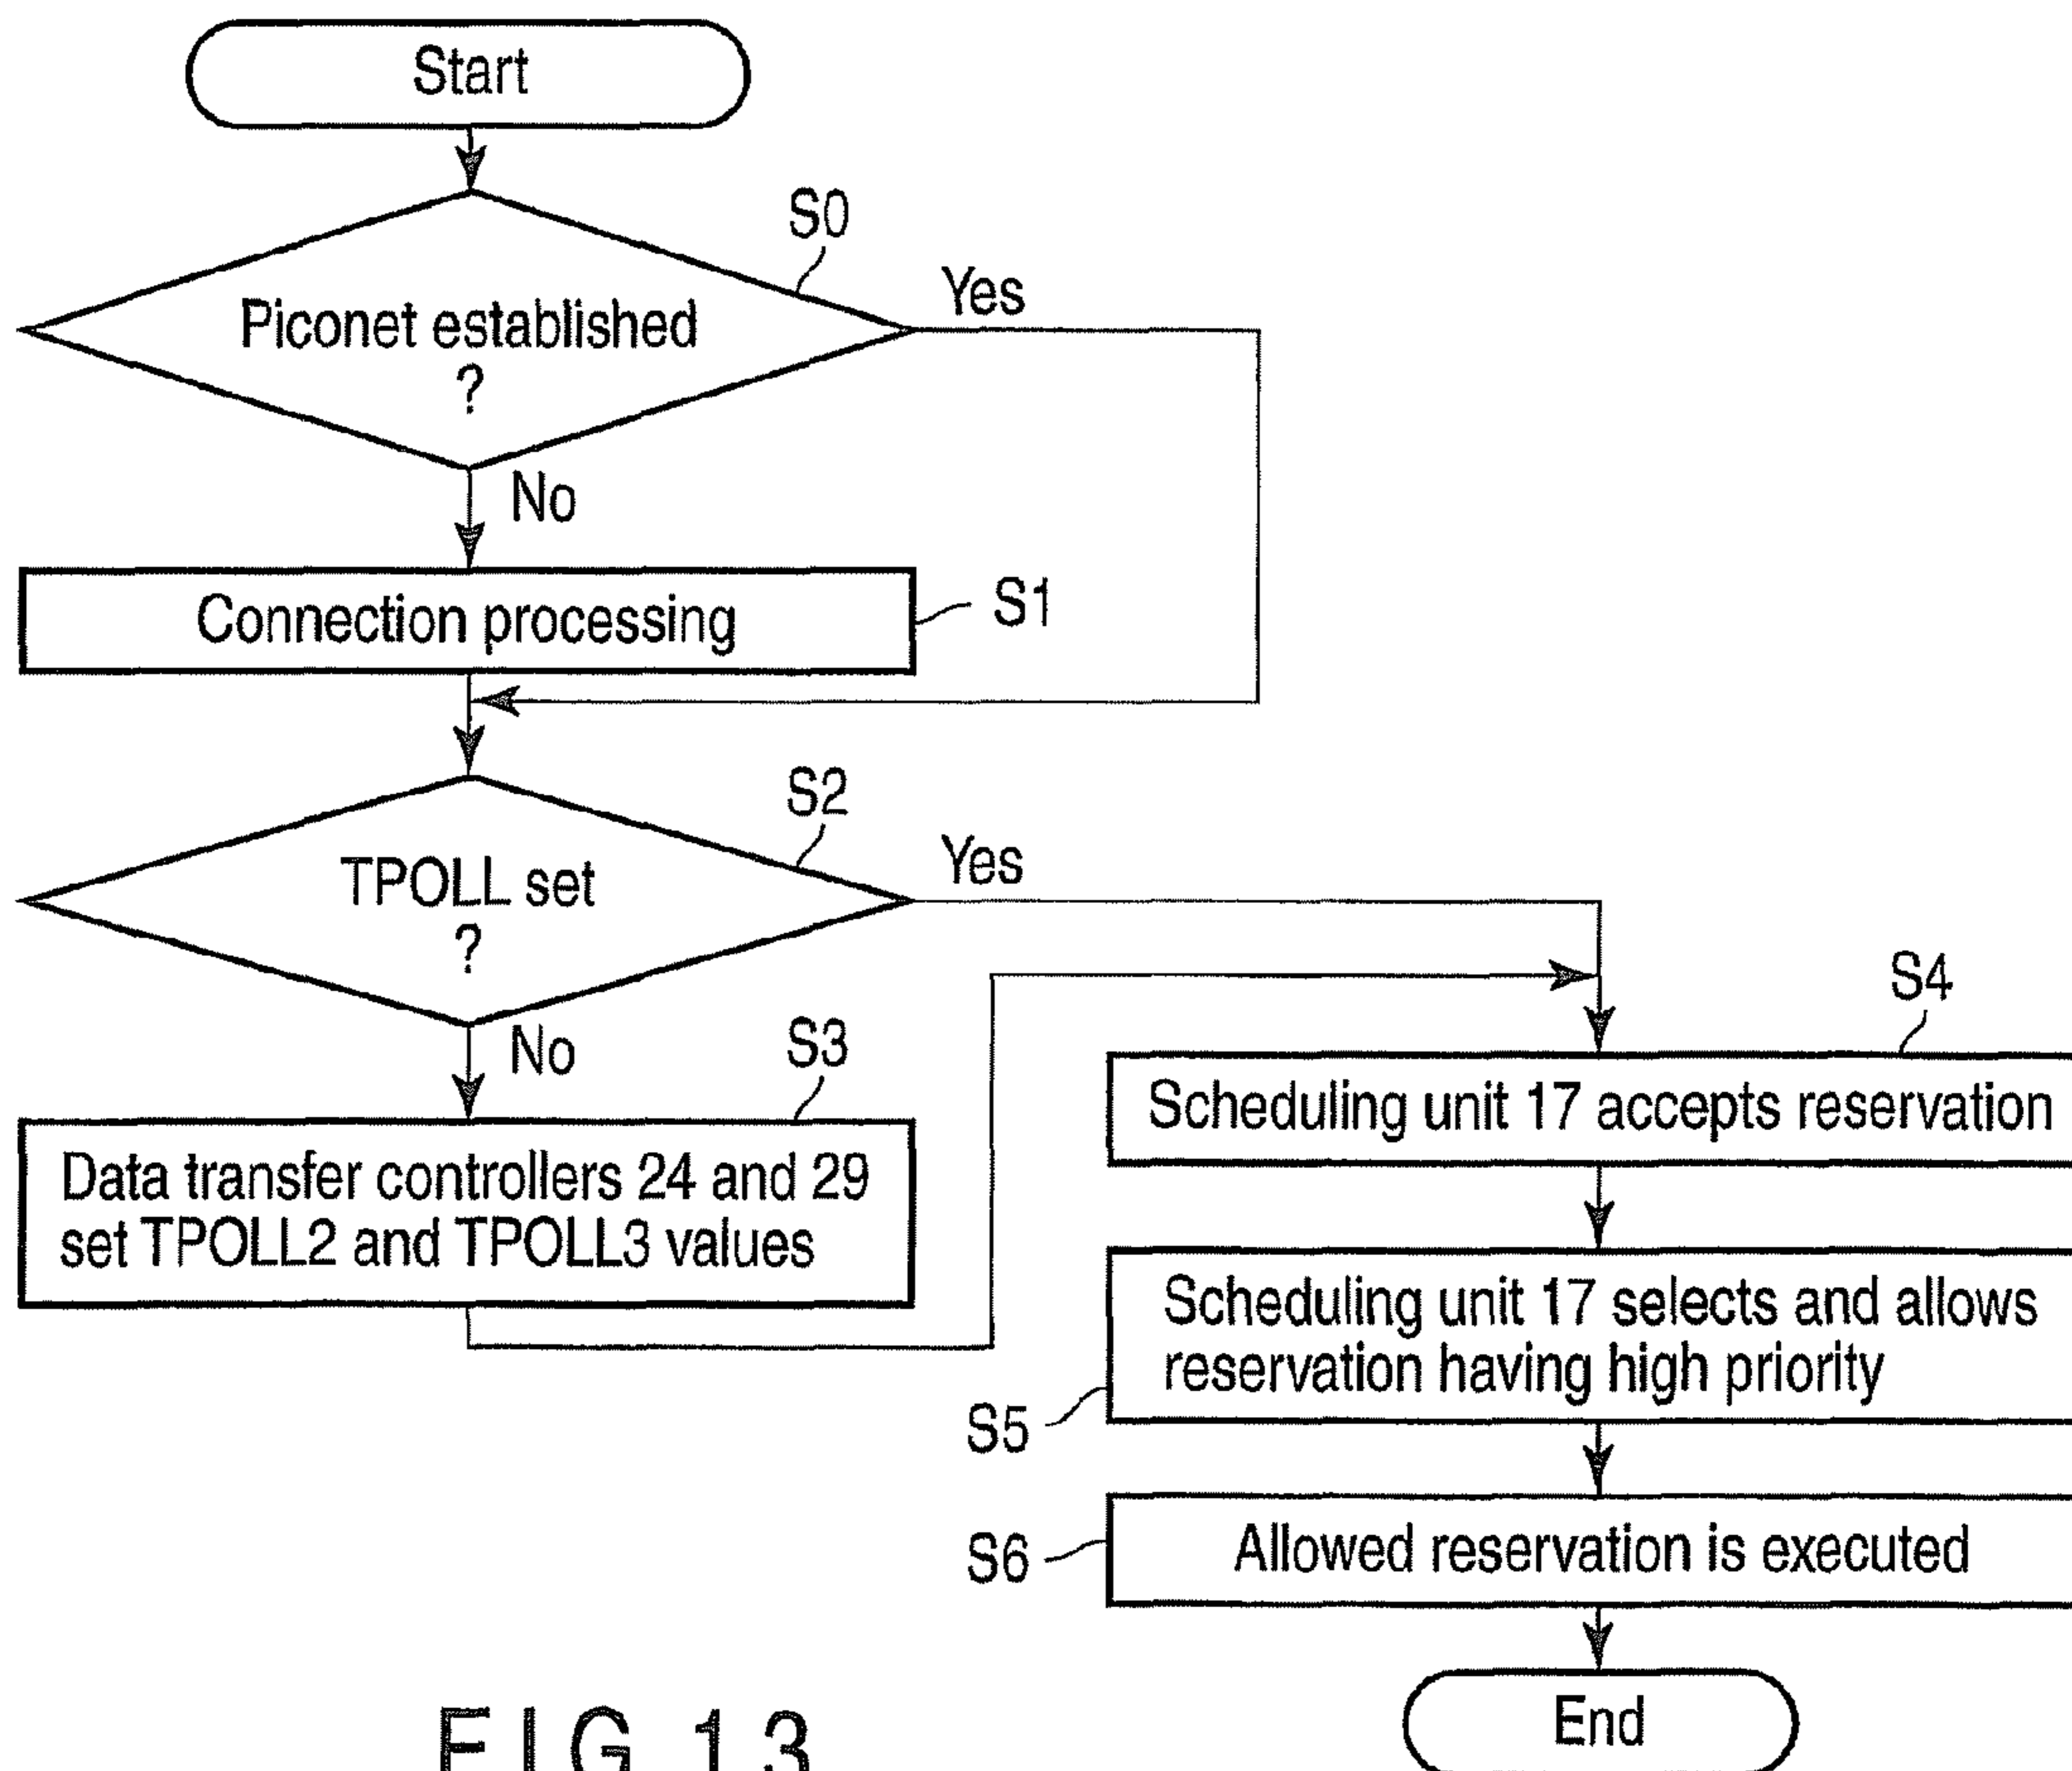 Start
S0
Piconet established
?
Yes
No
Connection processing
S1
S2
TPOLL set
?
Yes
No
S3
Data transfer controllers 24 and 29
set TPOLL2 and TPOLL3 values
S4
Scheduling unit 17 accepts reservation
Scheduling unit 17 selects and allows
reservation having high priority
S5
S6
Allowed reservation is executed
End
FIG. 13